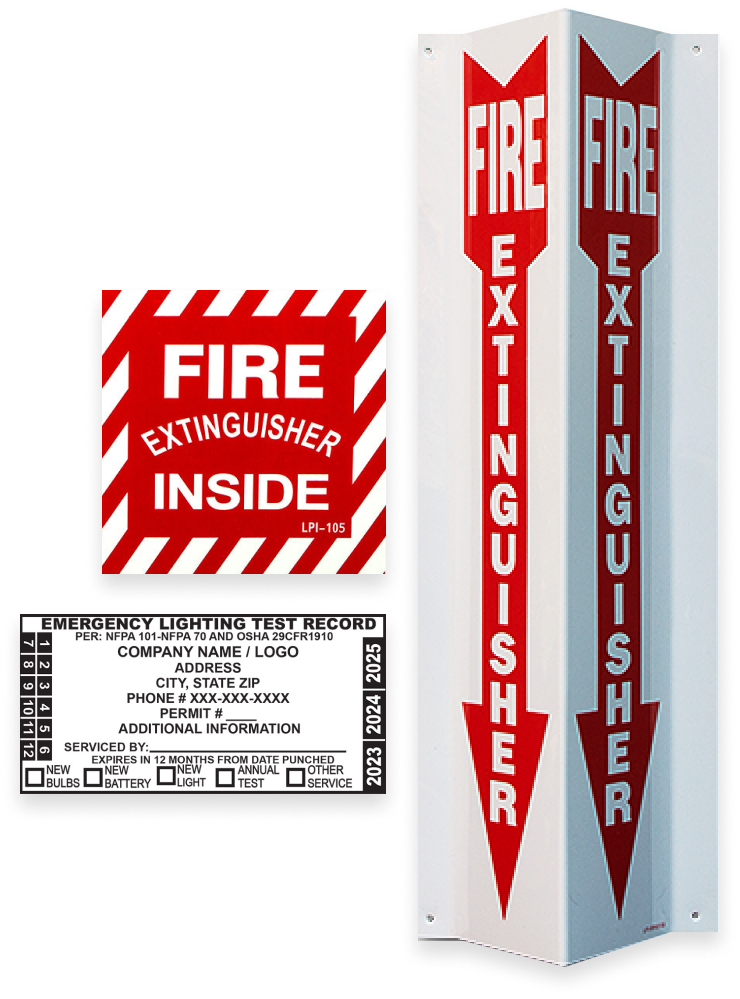 FIRE
EXTINGUISHER
INSIDE
LPI-105
EMERGENCY LIGHTING TEST RECORD
PER: NFPA 101-NFPA 70 AND OSHA 29CFR1910
COMPANY NAME / LOGO
ADDRESS
CITY, STATE ZIP
PHONE # XXX-XXX-XXXX
PERMIT # ____
ADDITIONAL INFORMATION
SERVICED BY:
EXPIRES IN 12 MONTHS FROM DATE PUNCHED
NEW BULBS
NEW BATTERY
NEW LIGHT
ANNUAL TEST
OTHER SERVICE
1 2 3 4 5 6
7 8 9 10 11 12
2023 2024 2025
FIRE
EXTINGUISHER
FIRE
EXTINGUISHER